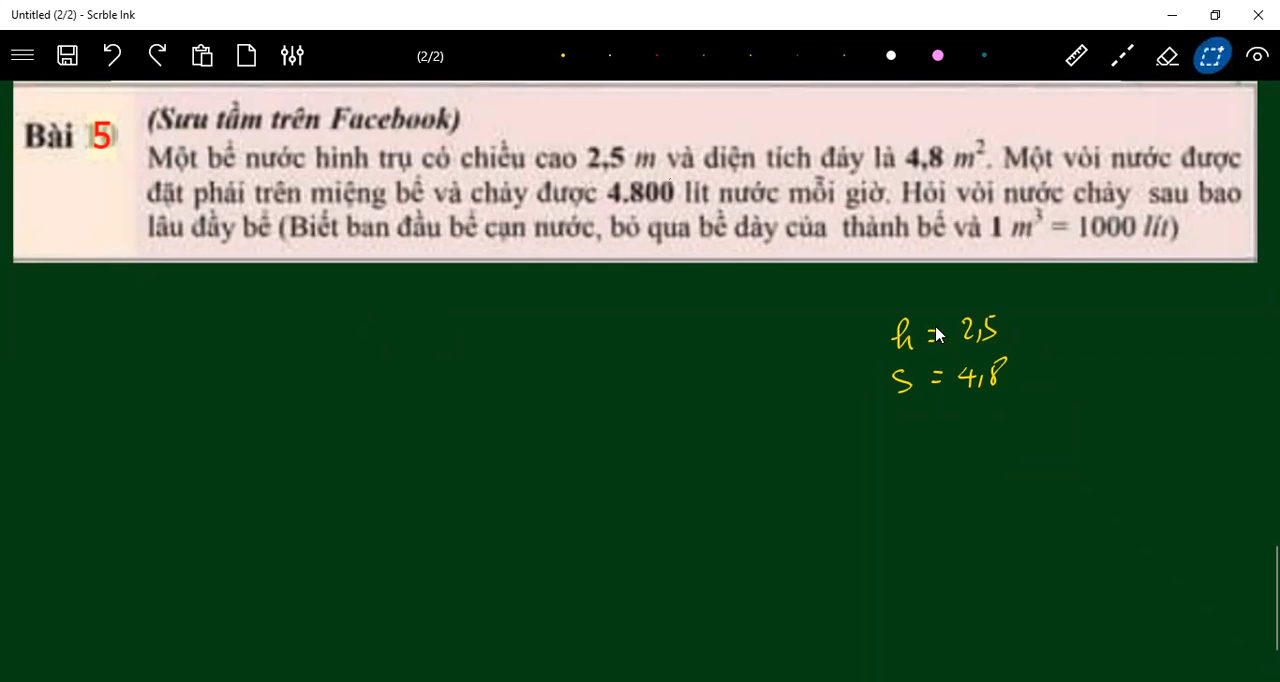 Untitled (2/2) - Scrble Ink
(2/2)
Bài 5
(Sưu tầm trên Facebook)
Một bể nước hình trụ có chiều cao 2,5 m và diện tích đáy là 4,8 m². Một vòi nước được
đặt phái trên miệng bể và chảy được 4.800 lít nước mỗi giờ. Hỏi vòi nước chảy sau bao
lâu đầy bể (Biết ban đầu bể cạn nước, bỏ qua bề dày của thành bể và 1 m³ = 1000 lít)
h = 2,5
S = 4,8